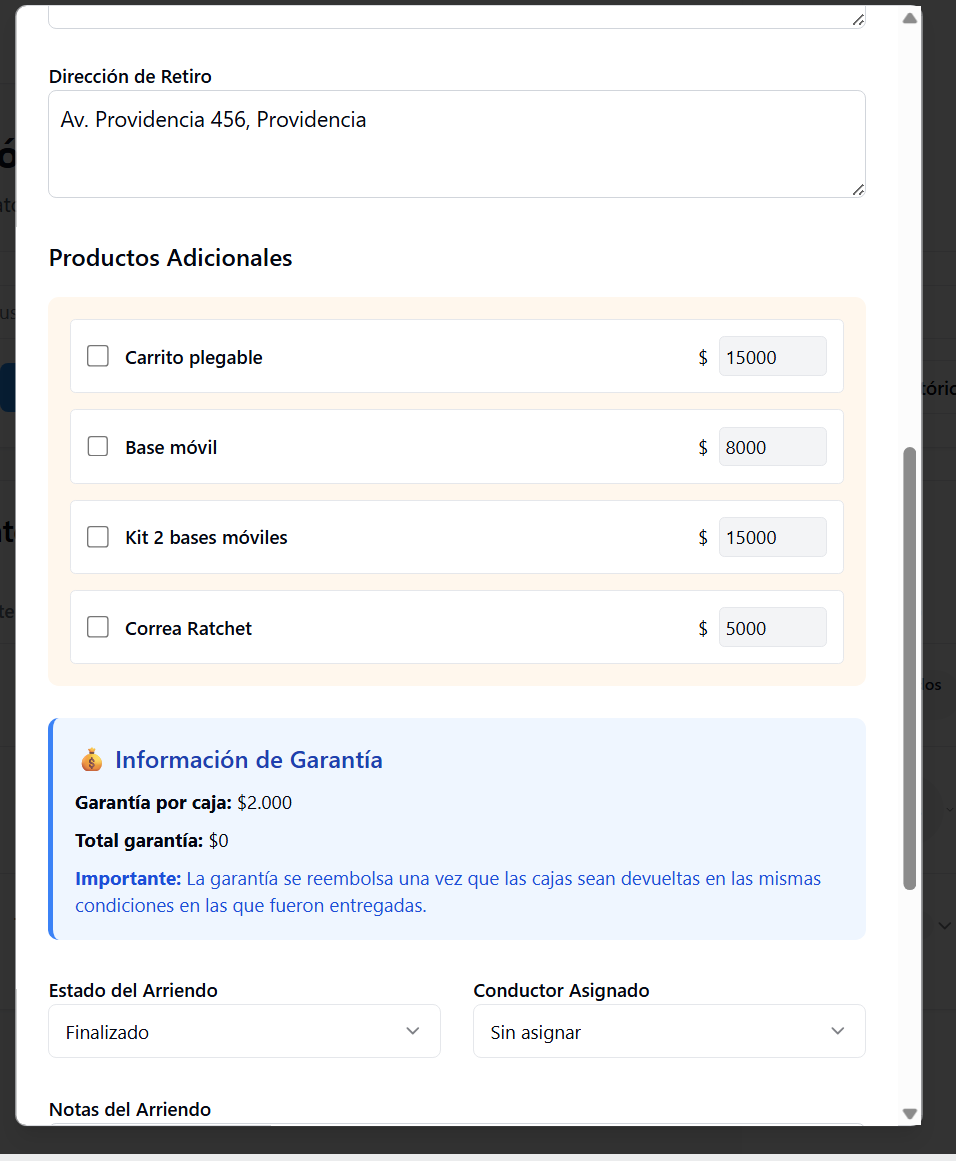 Dirección de Retiro
Av. Providencia 456, Providencia
Productos Adicionales
Carrito plegable $ 15000
Base móvil $ 8000
Kit 2 bases móviles $ 15000
Correa Ratchet $ 5000
Información de Garantía
Garantía por caja: $2.000
Total garantía: $0
Importante: La garantía se reembolsa una vez que las cajas sean devueltas en las mismas
condiciones en las que fueron entregadas.
Estado del Arriendo Conductor Asignado
Finalizado Sin asignar
Notas del Arriendo